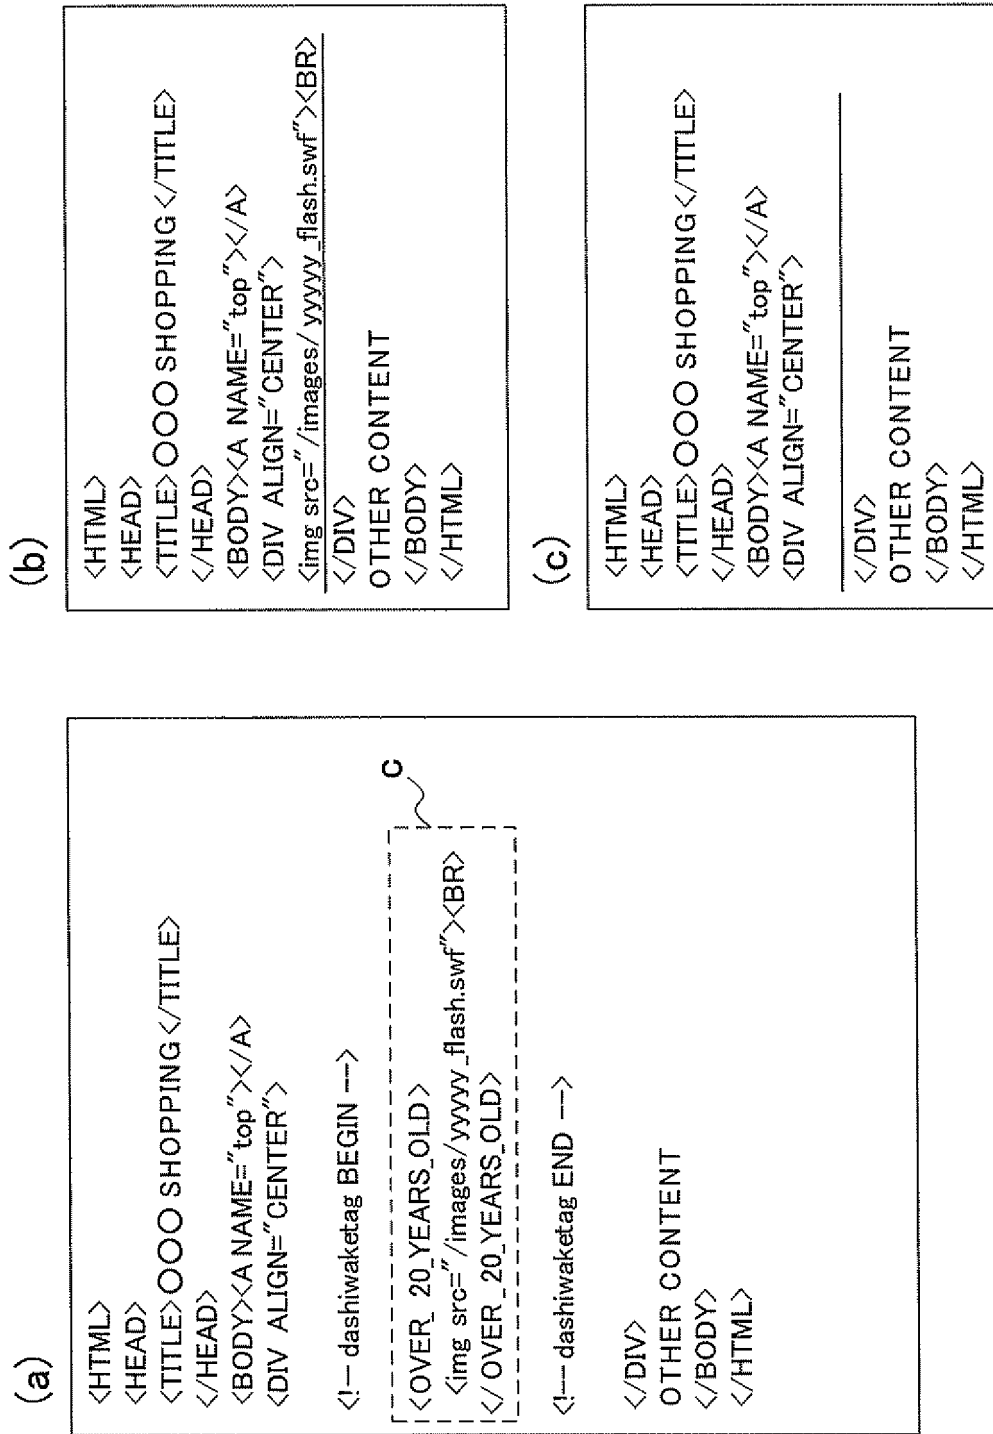 (a)
<HTML>
<HEAD>
<TITLE>○○○ SHOPPING</TITLE>
</HEAD>
<BODY><A NAME="top"></A>
<DIV ALIGN="CENTER">
<!-- dashiwaketag BEGIN -->
C
<OVER_20_YEARS_OLD>
<img src="/images/yyyyy_flash.swf"><BR>
</OVER_20_YEARS_OLD>
<!-- dashiwaketag END -->
</DIV>
OTHER CONTENT
</BODY>
</HTML>
(b)
<HTML>
<HEAD>
<TITLE>○○○ SHOPPING</TITLE>
</HEAD>
<BODY><A NAME="top"></A>
<DIV ALIGN="CENTER">
<img src="/images/yyyyy_flash.swf"><BR>
</DIV>
OTHER CONTENT
</BODY>
</HTML>
(c)
<HTML>
<HEAD>
<TITLE>○○○ SHOPPING</TITLE>
</HEAD>
<BODY><A NAME="top"></A>
<DIV ALIGN="CENTER">
</DIV>
OTHER CONTENT
</BODY>
</HTML>